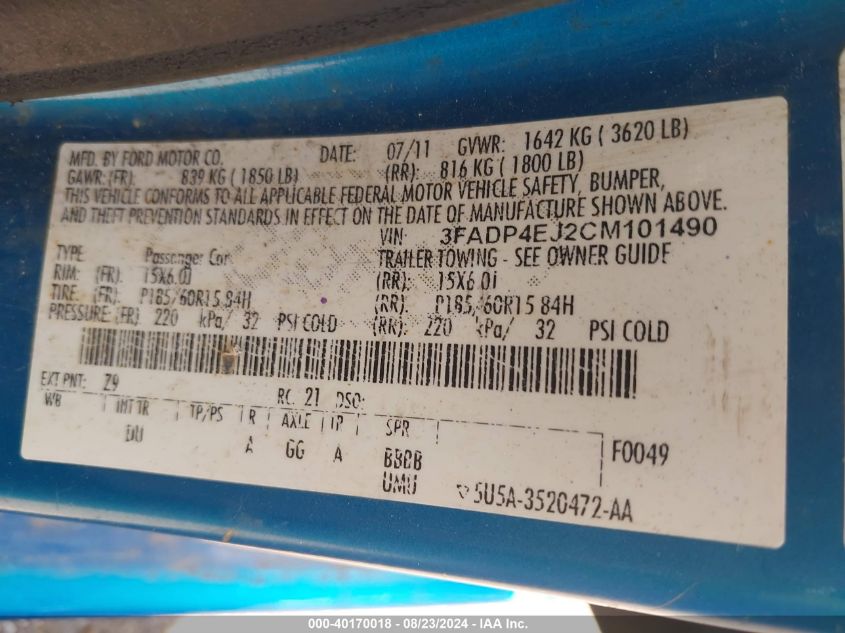 MFD. BY FORD MOTOR CO. DATE: 07/11 GVWR: 1642 KG ( 3620 LB)
GAWR:(FR): 839 KG ( 1850 LB) (RR): 816 KG ( 1800 LB)
THIS VEHICLE CONFORMS TO ALL APPLICABLE FEDERAL MOTOR VEHICLE SAFETY, BUMPER,
AND THEFT PREVENTION STANDARDS IN EFFECT ON THE DATE OF MANUFACTURE SHOWN ABOVE.
VIN: 3FADP4EJ2CM101490
TYPE: Passenger Car TRAILER TOWING - SEE OWNER GUIDE
RIM: (FR): 15X6.0J (RR): 15X6.0J
TIRE: (FR): P185/60R15 84H (RR): P185/60R15 84H
PRESSURE: (FR) 220 kPa/ 32 PSI COLD (RR): 220 kPa/ 32 PSI COLD
EXT PNT: Z9 RC: 21 DSO:
WB INT TR TP/PS R AXLE TP SPR F0049
DU A GG A BBBB
UMU 5U5A-3520472-AA
000-40170018 - 08/23/2024 - IAAI US, Inc.